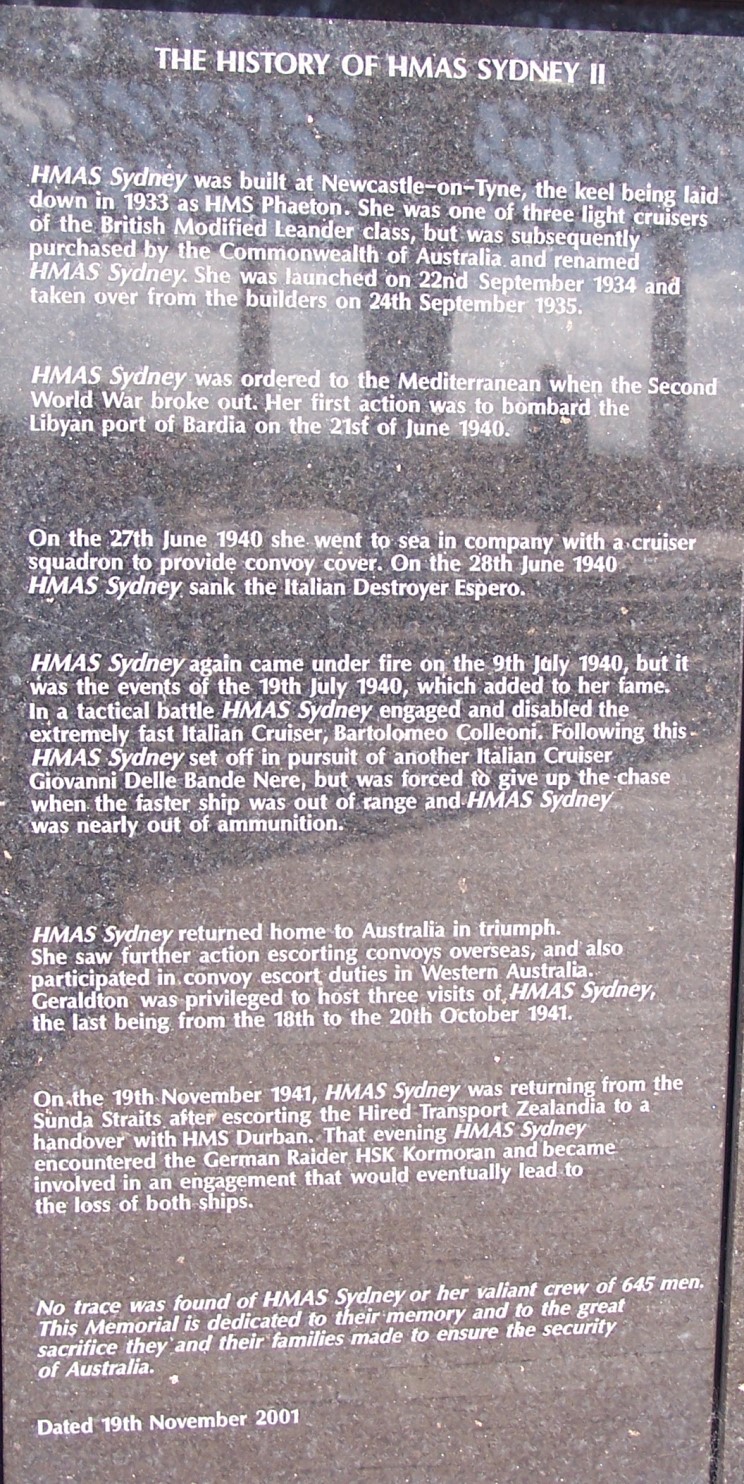 THE HISTORY OF HMAS SYDNEY II
HMAS Sydney was built at Newcastle-on-Tyne, the keel being laid
down in 1933 as HMS Phaeton. She was one of three light cruisers
of the British Modified Leander class, but was subsequently
purchased by the Commonwealth of Australia and renamed
HMAS Sydney. She was launched on 22nd September 1934 and
taken over from the builders on 24th September 1935.
HMAS Sydney was ordered to the Mediterranean when the Second
World War broke out. Her first action was to bombard the
Libyan port of Bardia on the 21st of June 1940.
On the 27th June 1940 she went to sea in company with a cruiser
squadron to provide convoy cover. On the 28th June 1940
HMAS Sydney sank the Italian Destroyer Espero.
HMAS Sydney again came under fire on the 9th July 1940, but it
was the events of the 19th July 1940, which added to her fame.
In a tactical battle HMAS Sydney engaged and disabled the
extremely fast Italian Cruiser, Bartolomeo Colleoni. Following this
HMAS Sydney set off in pursuit of another Italian Cruiser
Giovanni Delle Bande Nere, but was forced to give up the chase
when the faster ship was out of range and HMAS Sydney
was nearly out of ammunition.
HMAS Sydney returned home to Australia in triumph.
She saw further action escorting convoys overseas, and also
participated in convoy escort duties in Western Australia.
Geraldton was privileged to host three visits of HMAS Sydney,
the last being from the 18th to the 20th October 1941.
On the 19th November 1941, HMAS Sydney was returning from the
Sunda Straits after escorting the Hired Transport Zealandia to a
handover with HMS Durban. That evening HMAS Sydney
encountered the German Raider HSK Kormoran and became
involved in an engagement that would eventually lead to
the loss of both ships.
No trace was found of HMAS Sydney or her valiant crew of 645 men.
This Memorial is dedicated to their memory and to the great
sacrifice they and their families made to ensure the security
of Australia.
Dated 19th November 2001